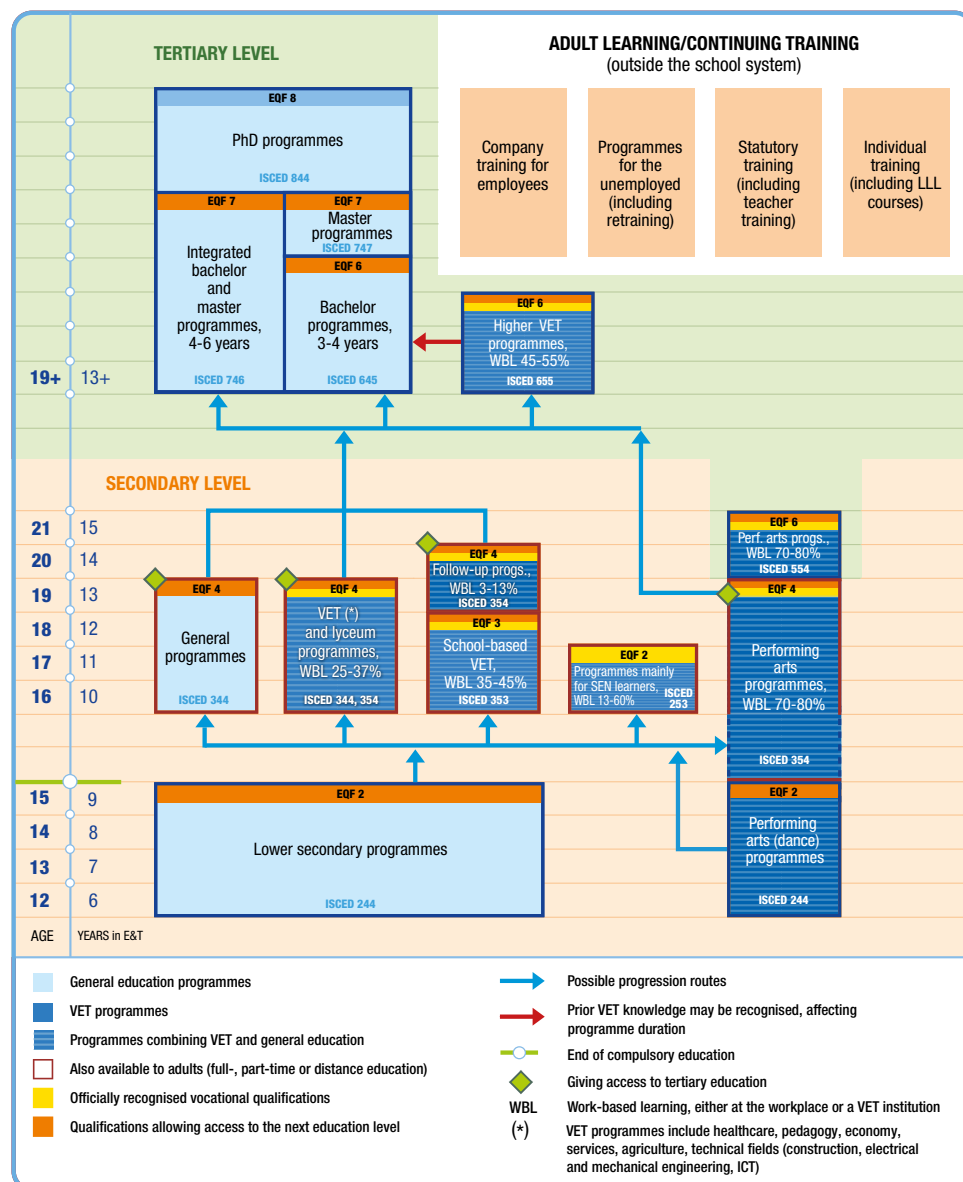 TERTIARY LEVEL
ADULT LEARNING/CONTINUING TRAINING
(outside the school system)
Company
training for
employees
Programmes
for the
unemployed
(including
retraining)
Statutory
training
(including
teacher
training)
Individual
training
(including LLL
courses)
EQF 8
PhD programmes
ISCED 844
EQF 7
Integrated
bachelor
and
master
programmes,
4-6 years
ISCED 746
EQF 7
Master
programmes
ISCED 747
EQF 6
Bachelor
programmes,
3-4 years
ISCED 645
EQF 6
Higher VET
programmes,
WBL 45-55%
ISCED 655
19+ 13+
SECONDARY LEVEL
21 15
20 14
19 13
18 12
17 11
16 10
EQF 4
General
programmes
ISCED 344
EQF 4
VET (*)
and lyceum
programmes,
WBL 25-37%
ISCED 344, 354
EQF 4
Follow-up progs.,
WBL 3-13%
ISCED 354
EQF 3
School-based
VET,
WBL 35-45%
ISCED 353
EQF 2
Programmes mainly
for SEN learners,
WBL 13-60%
ISCED
253
EQF 6
Perf. arts progs.,
WBL 70-80%
ISCED 554
EQF 4
Performing
arts
programmes,
WBL 70-80%
ISCED 354
15 9
14 8
13 7
12 6
EQF 2
Lower secondary programmes
ISCED 244
EQF 2
Performing
arts (dance)
programmes
ISCED 244
AGE YEARS in E&T
General education programmes
VET programmes
Programmes combining VET and general education
Also available to adults (full-, part-time or distance education)
Officially recognised vocational qualifications
Qualifications allowing access to the next education level
Possible progression routes
Prior VET knowledge may be recognised, affecting
programme duration
End of compulsory education
Giving access to tertiary education
WBL Work-based learning, either at the workplace or a VET institution
(*) VET programmes include healthcare, pedagogy, economy,
services, agriculture, technical fields (construction, electrical
and mechanical engineering, ICT)